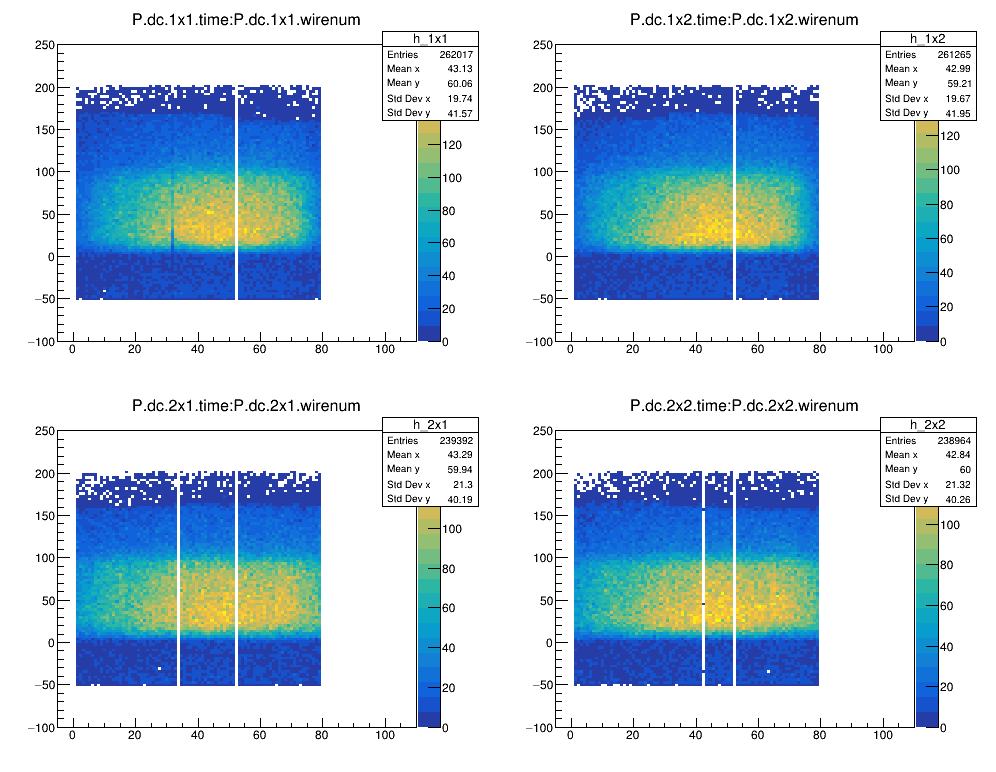 P.dc.1x1.time:P.dc.1x1.wirenum
h_1x1
Entries 262017
Mean x 43.13
Mean y 60.06
Std Dev x 19.74
Std Dev y 41.57
250
200
150
100
50
0
−50
−100
0 20 40 60 80 100
120
100
80
60
40
20
0
P.dc.1x2.time:P.dc.1x2.wirenum
h_1x2
Entries 261265
Mean x 42.99
Mean y 59.21
Std Dev x 19.67
Std Dev y 41.95
250
200
150
100
50
0
−50
−100
0 20 40 60 80 100
120
100
80
60
40
20
0
P.dc.2x1.time:P.dc.2x1.wirenum
h_2x1
Entries 239392
Mean x 43.29
Mean y 59.94
Std Dev x 21.3
Std Dev y 40.19
250
200
150
100
50
0
−50
−100
0 20 40 60 80 100
100
80
60
40
20
0
P.dc.2x2.time:P.dc.2x2.wirenum
h_2x2
Entries 238964
Mean x 42.84
Mean y 60
Std Dev x 21.32
Std Dev y 40.26
250
200
150
100
50
0
−50
−100
0 20 40 60 80 100
100
80
60
40
20
0